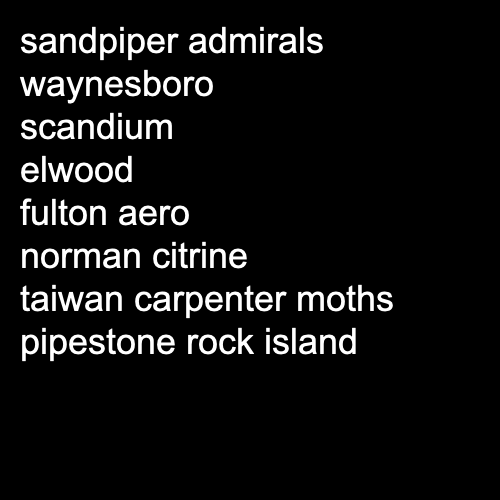 sandpiper admirals
waynesboro
scandium
elwood
fulton aero
norman citrine
taiwan carpenter moths
pipestone rock island